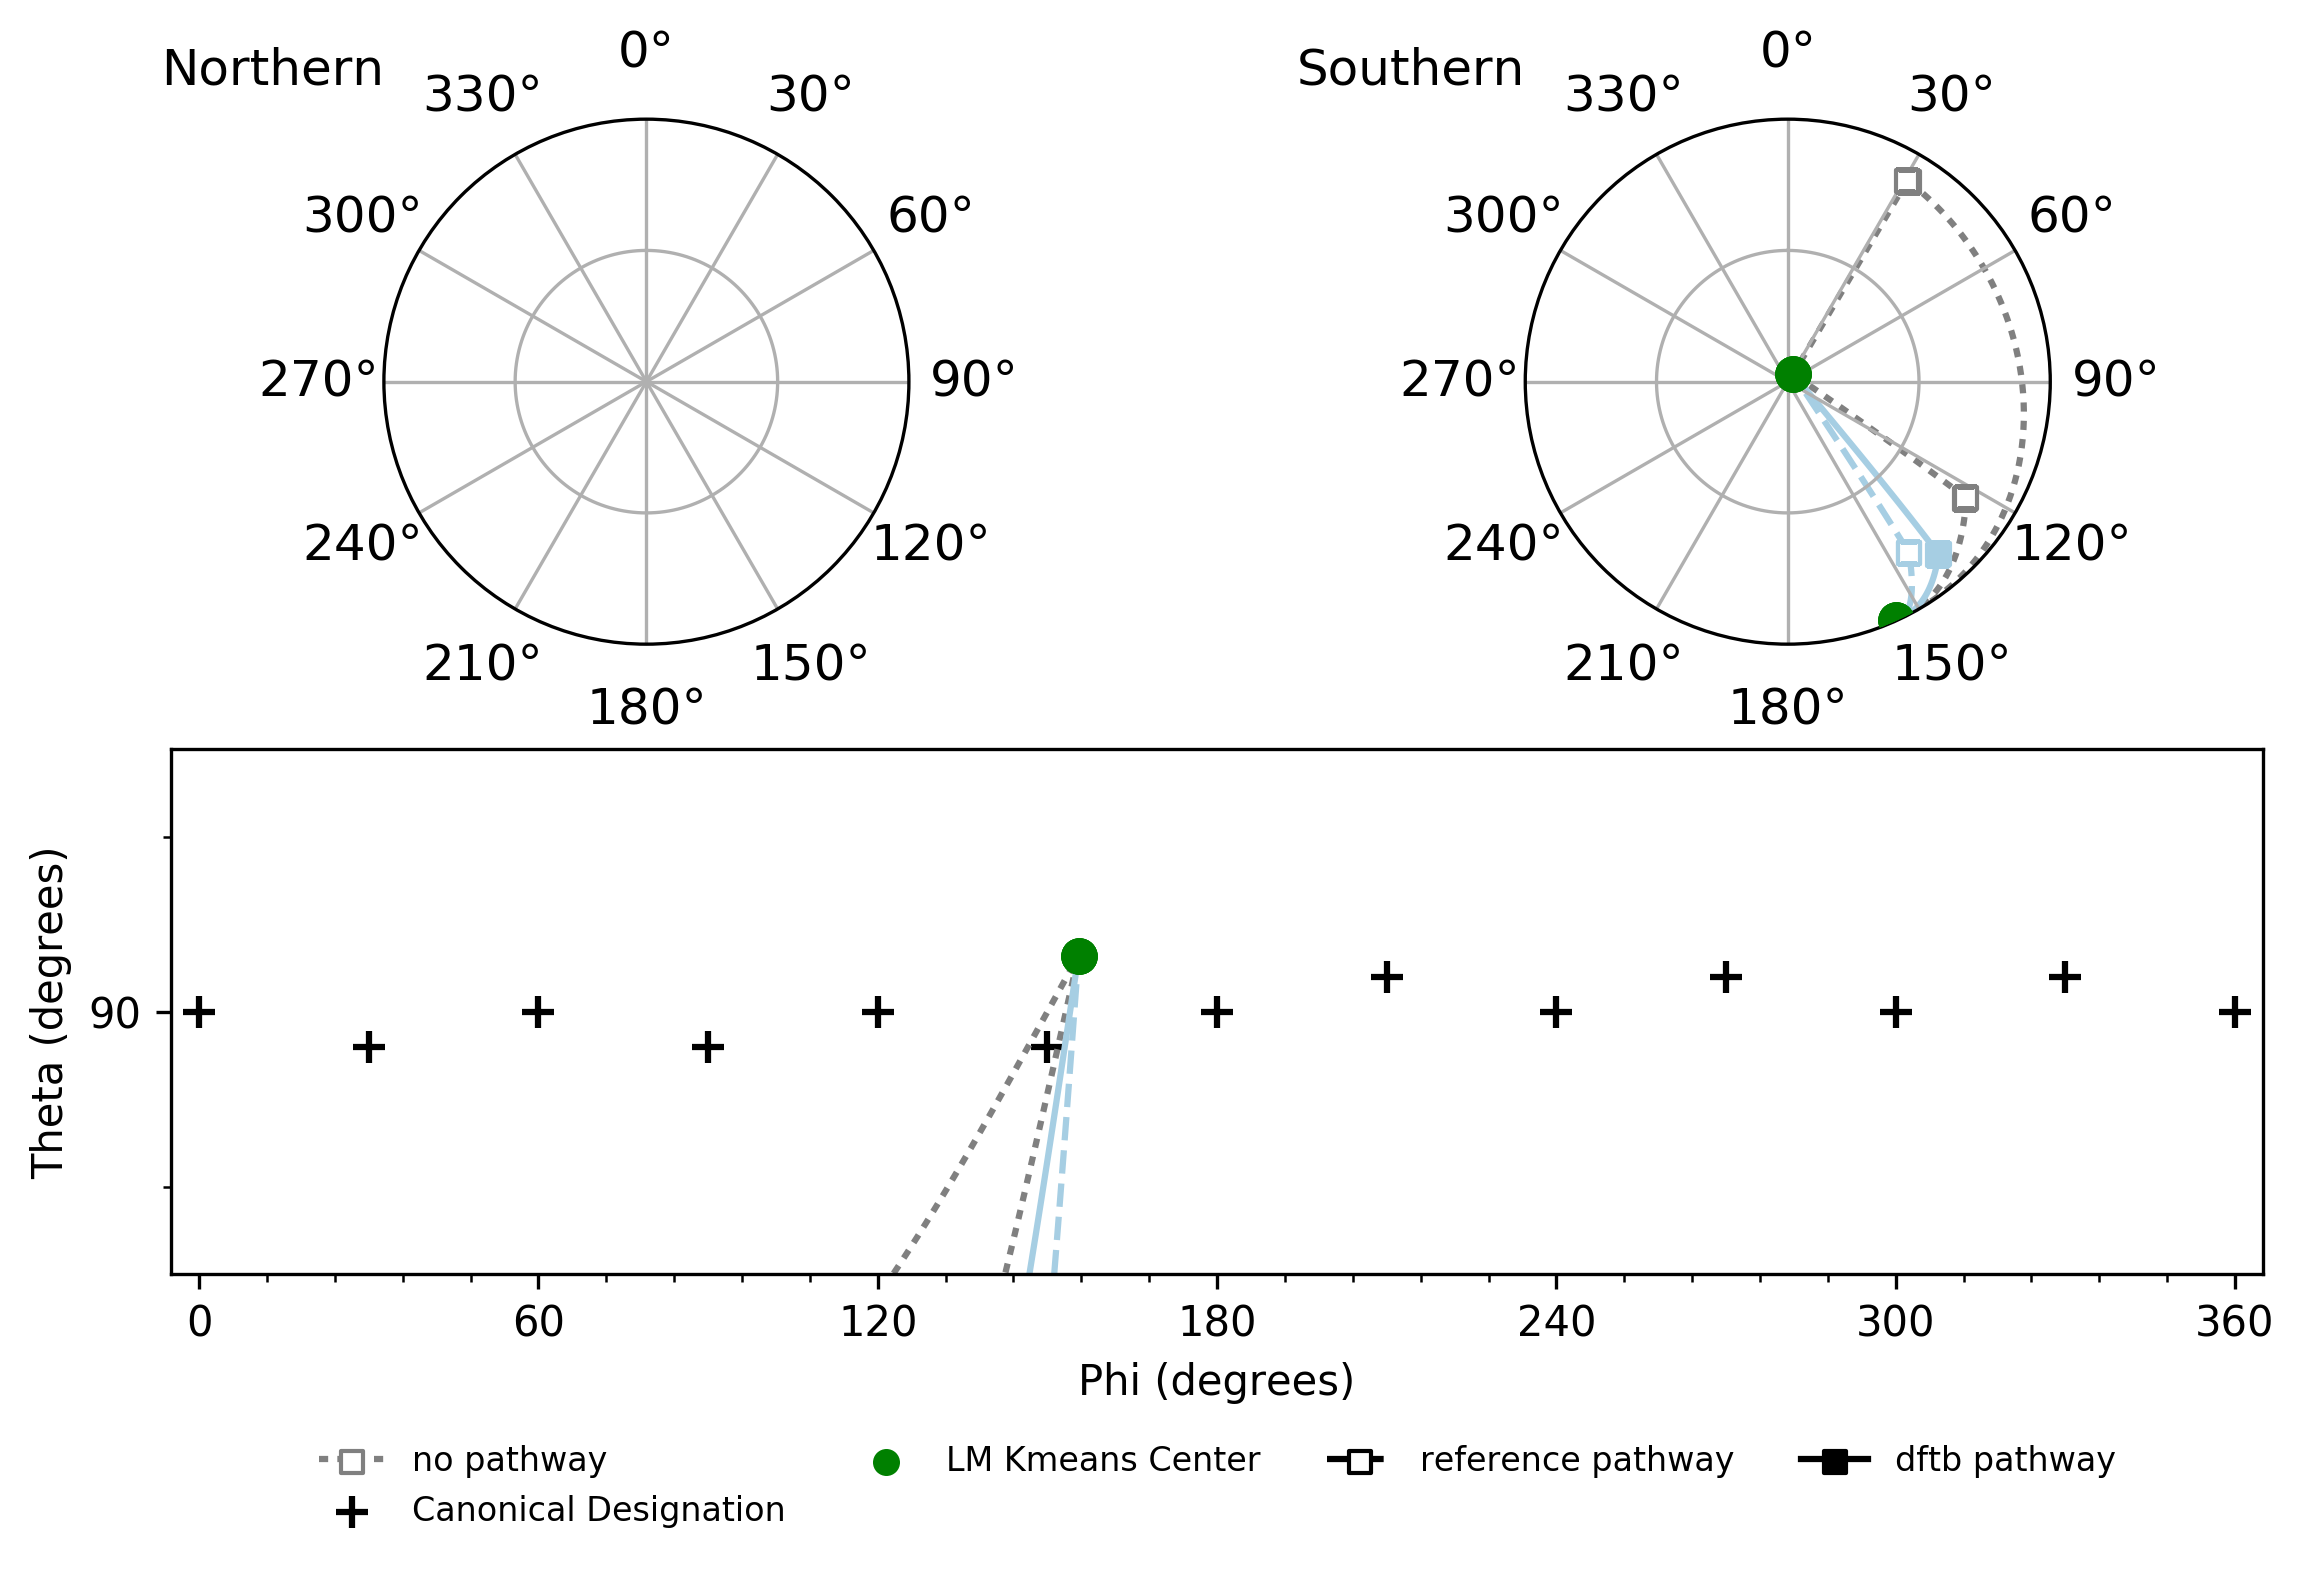 Northern
0°
30°
60°
90°
120°
150°
180°
210°
240°
270°
300°
330°
Southern
0°
30°
60°
90°
120°
150°
180°
210°
240°
270°
300°
330°
Theta (degrees)
90
0 60 120 180 240 300 360
Phi (degrees)
no pathway
Canonical Designation
LM Kmeans Center
reference pathway
dftb pathway